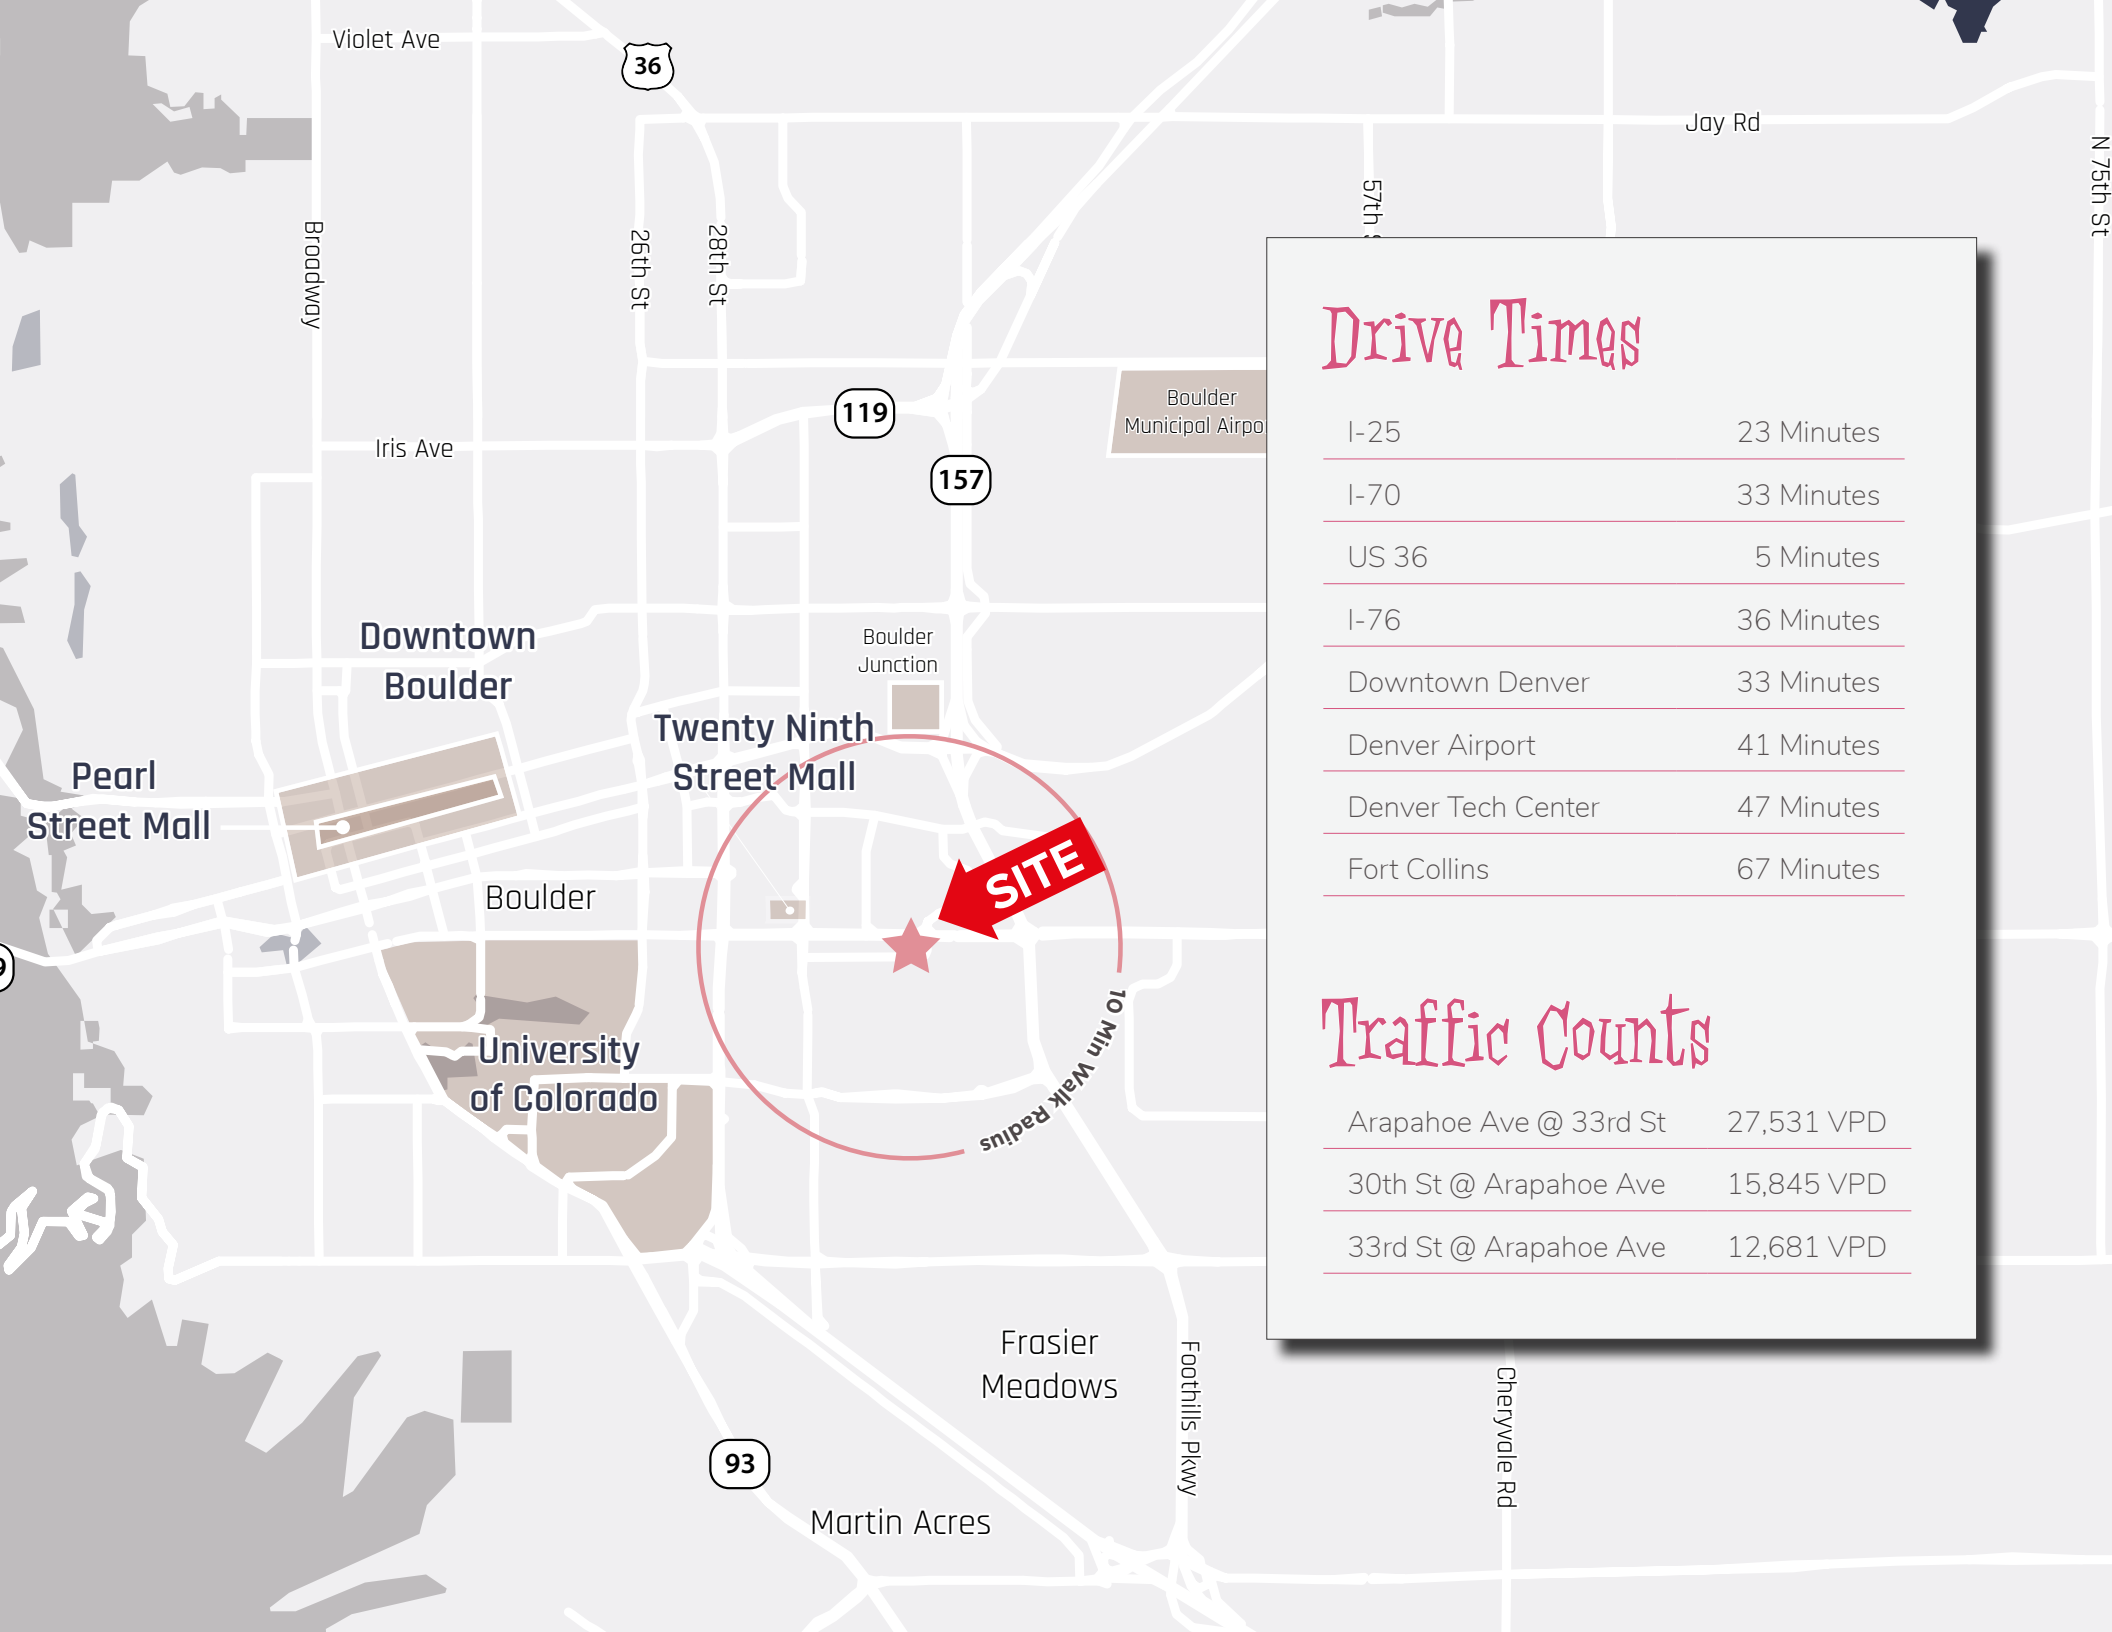 Violet Ave
36
Jay Rd
N 75th St
57th
Broadway
26th St
28th St
Drive Times
119
Boulder
Municipal Airpo
Iris Ave
157
I-25 23 Minutes
I-70 33 Minutes
US 36 5 Minutes
I-76 36 Minutes
Downtown Denver 33 Minutes
Denver Airport 41 Minutes
Denver Tech Center 47 Minutes
Fort Collins 67 Minutes
Downtown
Boulder
Boulder
Junction
Twenty Ninth
Street Mall
Pearl
Street Mall
SITE
Boulder
9
10 Min Walk Radius
University
of Colorado
Traffic Counts
Arapahoe Ave @ 33rd St 27,531 VPD
30th St @ Arapahoe Ave 15,845 VPD
33rd St @ Arapahoe Ave 12,681 VPD
Frasier
Meadows
Foothills Pkwy
Cheryvale Rd
93
Martin Acres